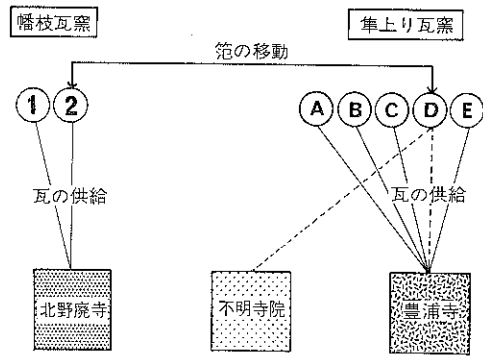 幡枝瓦窯
隼上り瓦窯
笵の移動
1 2 A B C D E
瓦の供給 瓦の供給
北野廃寺 不明寺院 豊浦寺